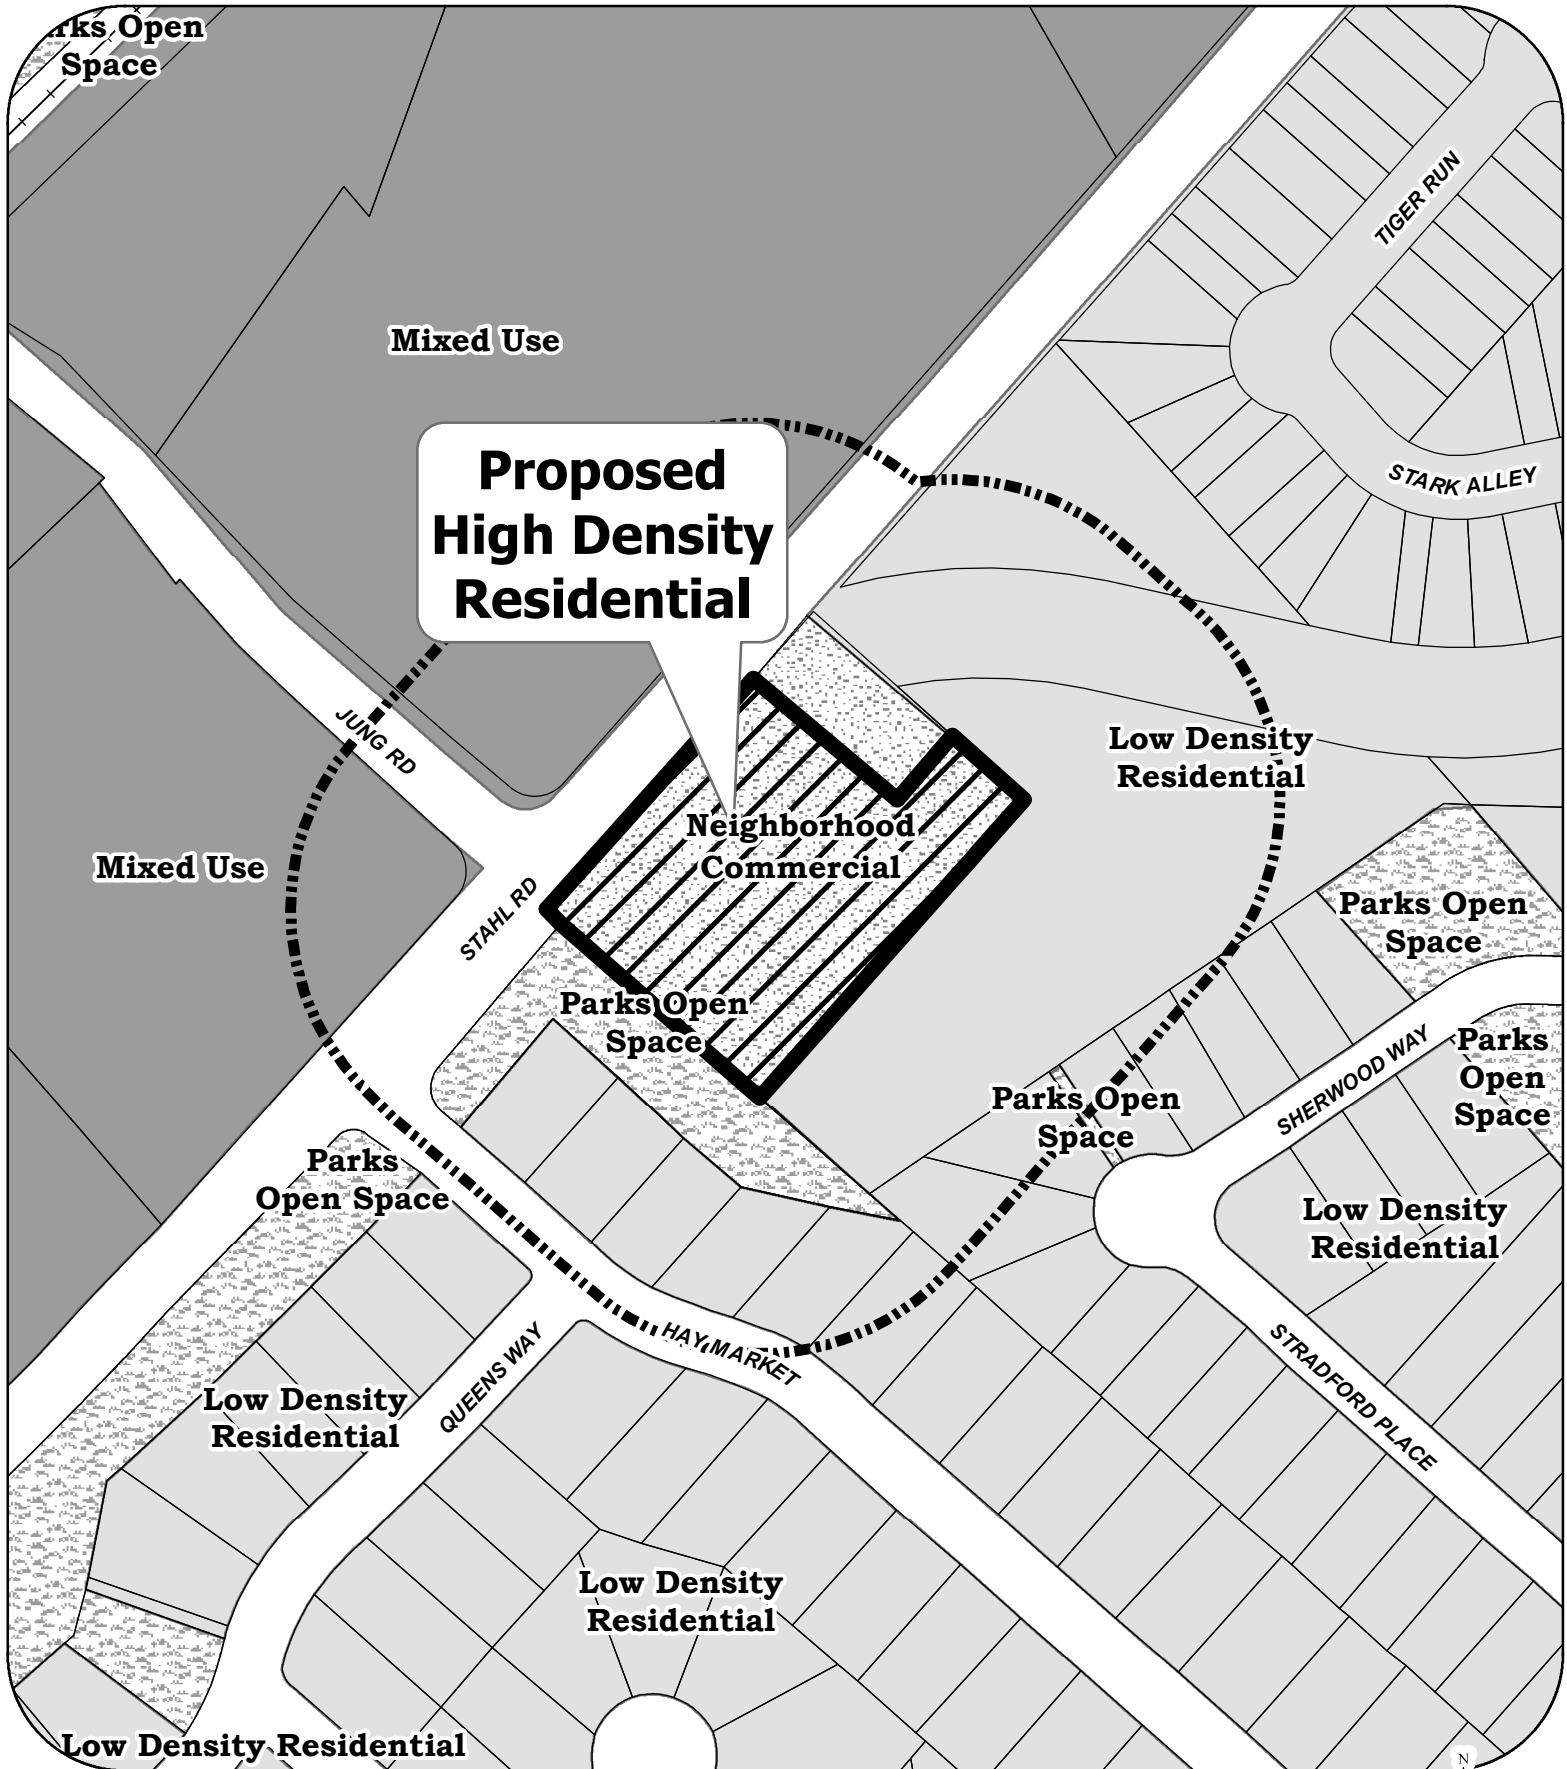 Open
Space
TIGER RUN
Mixed Use
Proposed
High Density
Residential
STARK ALLEY
JUNG RD
Low Density
Residential
Neighborhood
Commercial
Mixed Use
STAHL RD
Parks Open
Space
Parks Open
Space
Parks
Open
Space
SHERWOOD WAY
Parks Open
Space
Parks
Open Space
Low Density
Residential
HAY MARKET
QUEENS WAY
STRADFORD PLACE
Low Density
Residential
Low Density
Residential
Low Density Residential
N